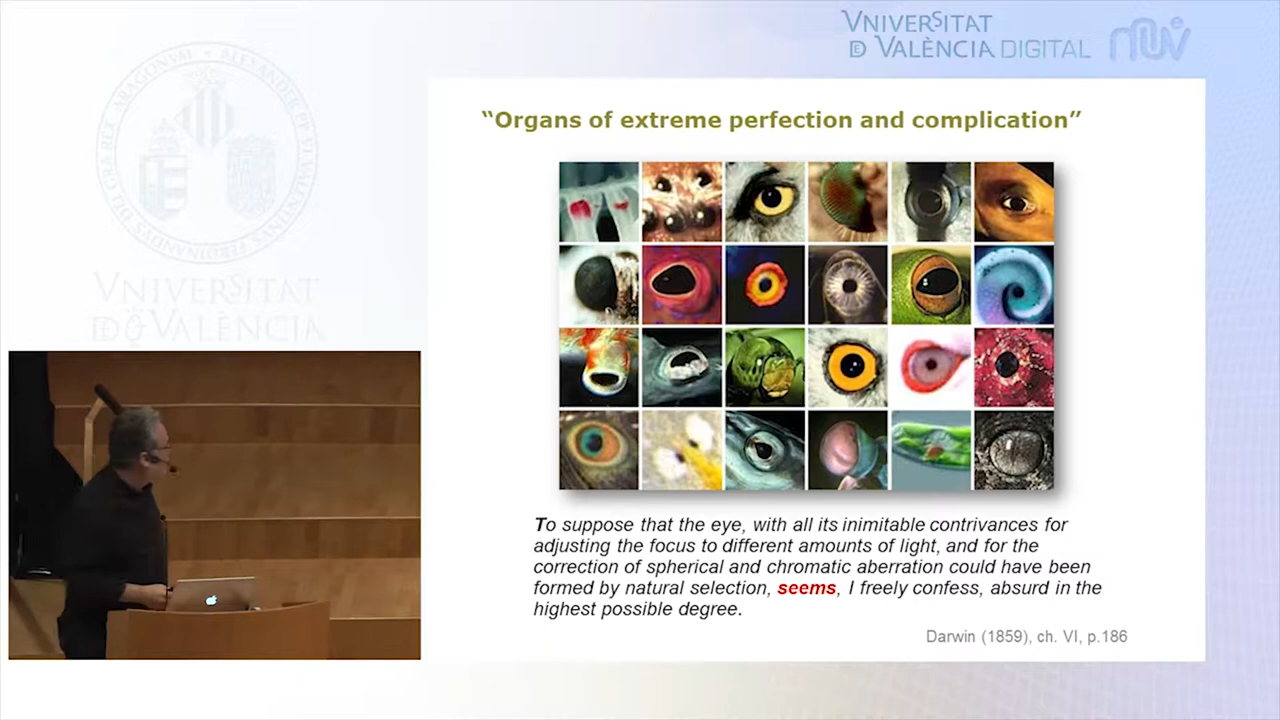 VNIVERSITAT
DE VALÈNCIA DIGITAL
“Organs of extreme perfection and complication”
VNIVERSITAT
DE VALÈNCIA
To suppose that the eye, with all its inimitable contrivances for
adjusting the focus to different amounts of light, and for the
correction of spherical and chromatic aberration could have been
formed by natural selection, seems, I freely confess, absurd in the
highest possible degree.
Darwin (1859), ch. VI, p.186